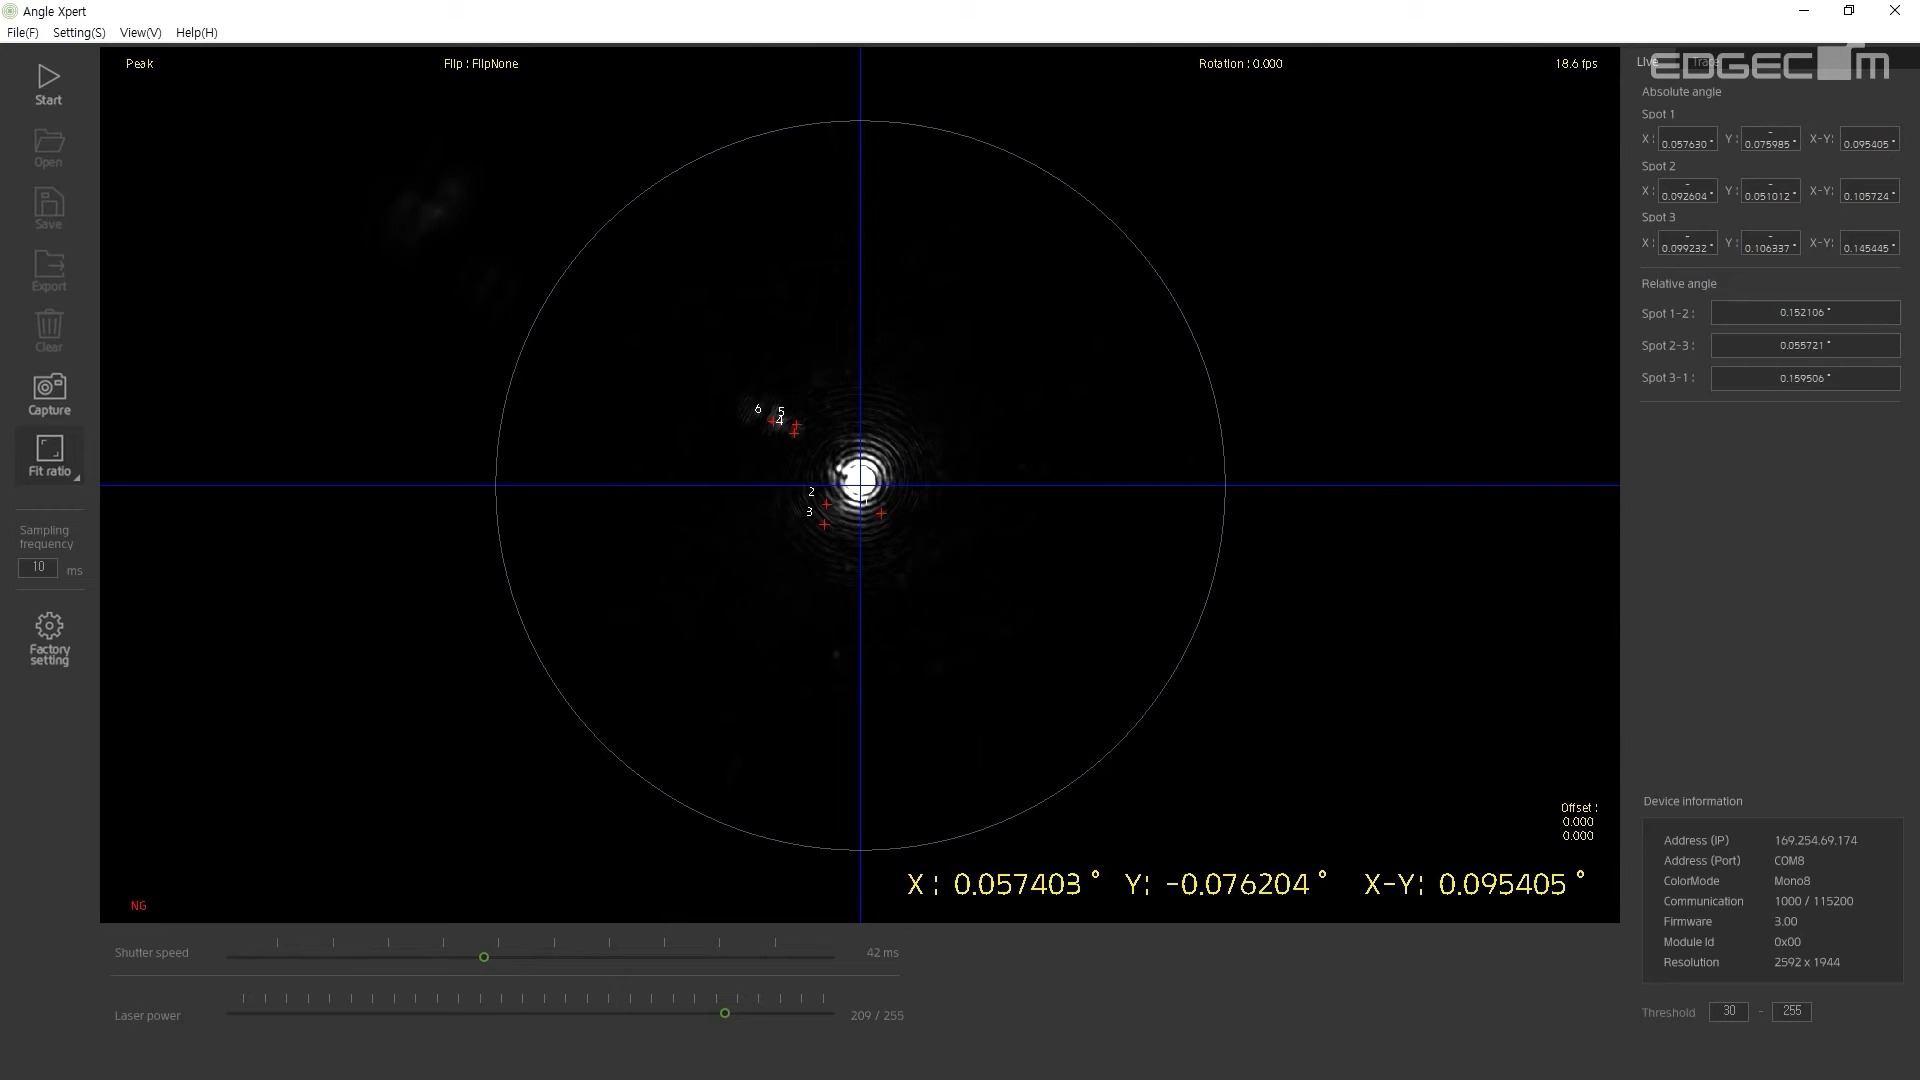 Angle Xpert
File(F) Setting(S) View(V) Help(H)
Start
Open
Save
Export
Clear
Capture
Fit ratio
Sampling
frequency
10 ms
Factory
setting
Peak
Flip : FlipNone
Rotation : 0.000
18.6 fps
6
5
4
2
3
Offset :
0.000
0.000
X : 0.057403 ° Y: -0.076204 ° X-Y: 0.095405 °
NG
Shutter speed 42 ms
Laser power 209 / 255
Live Trace
EDGECOM
Absolute angle
Spot 1
X : 0.057630 ° Y : -0.075985 ° X-Y: 0.095405 °
Spot 2
X : -0.092604 ° Y : -0.051012 ° X-Y: 0.105724 °
Spot 3
X : -0.099232 ° Y : -0.106337 ° X-Y: 0.145445 °
Relative angle
Spot 1-2 : 0.152106 °
Spot 2-3 : 0.055721 °
Spot 3-1 : 0.159506 °
Device information
Address (IP) 169.254.69.174
Address (Port) COM8
ColorMode Mono8
Communication 1000 / 115200
Firmware 3.00
Module Id 0x00
Resolution 2592 x 1944
Threshold 30 - 255